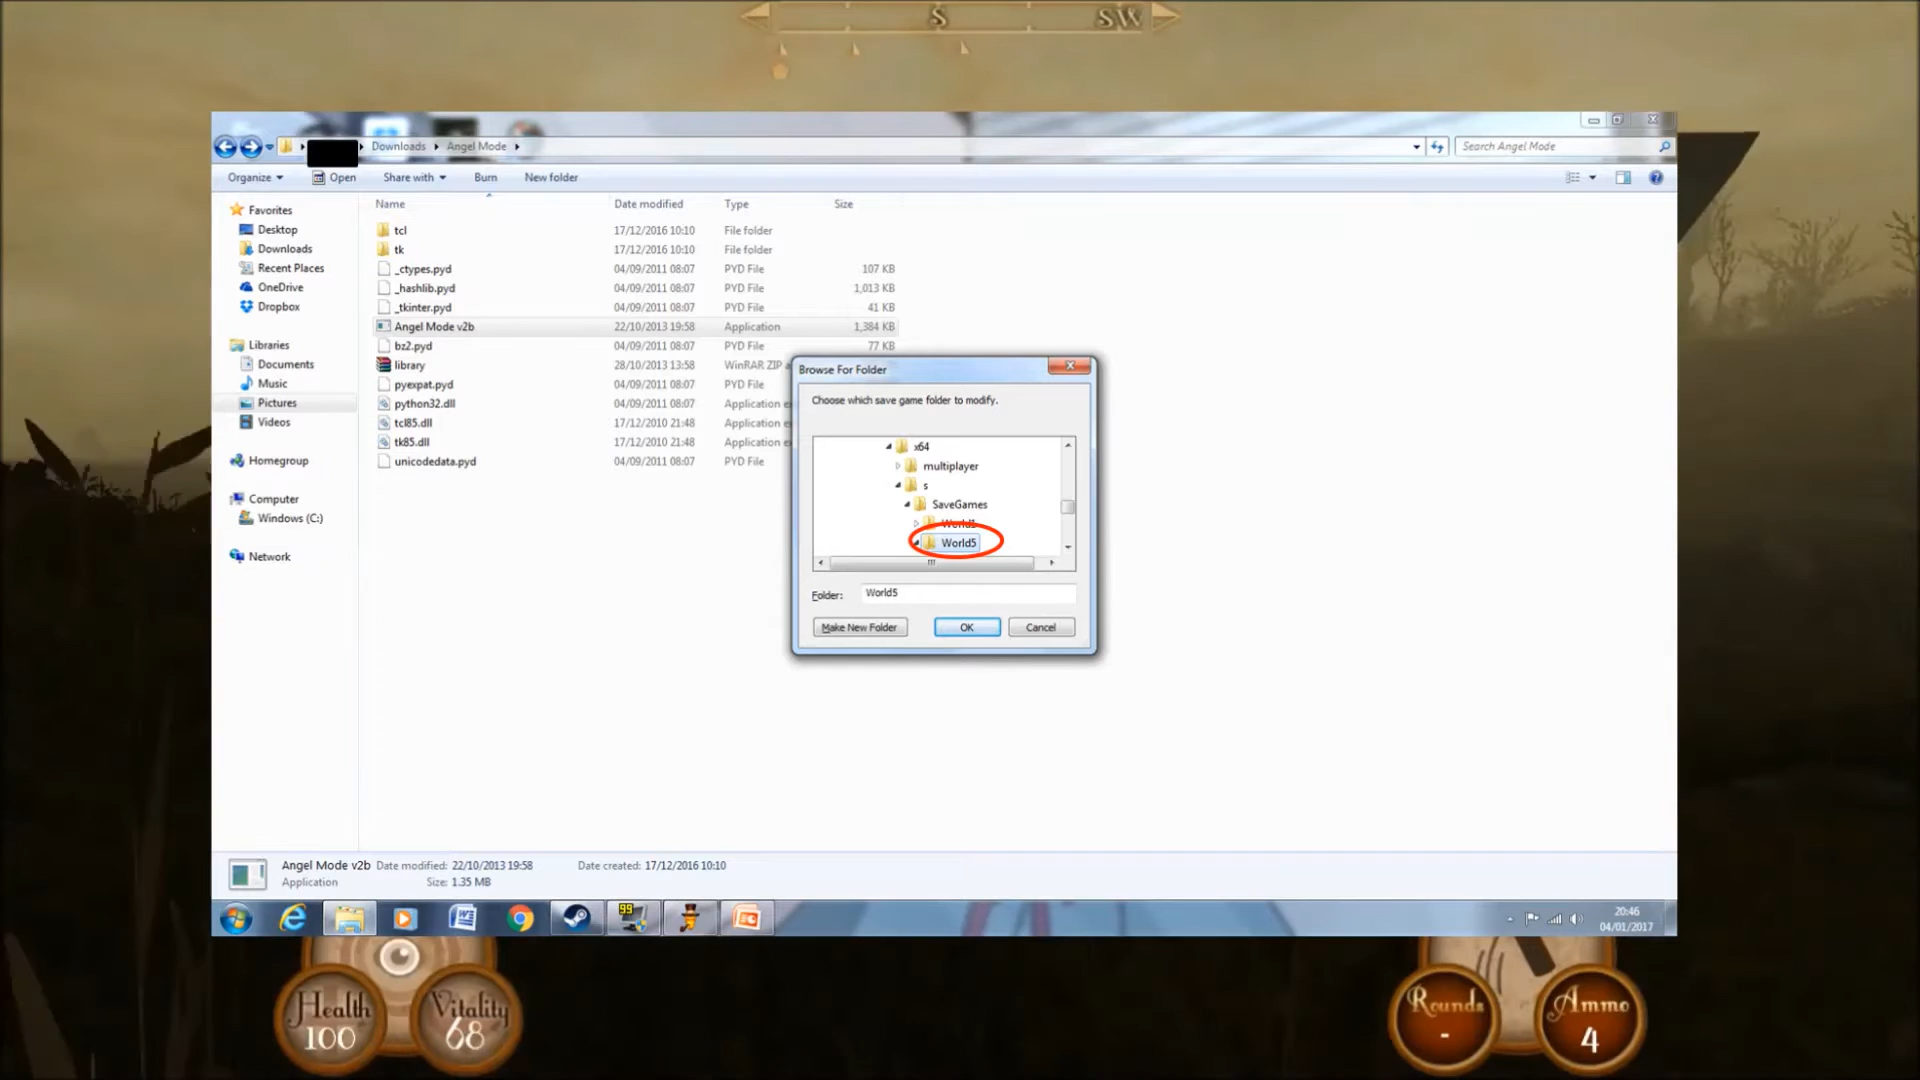 S SW
Downloads Angel Mode Search Angel Mode
Organize Open Share with Burn New folder
Name Date modified Type Size
Favorites
Desktop
Downloads
Recent Places
OneDrive
Dropbox
Libraries
Documents
Music
Pictures
Videos
Homegroup
Computer
Windows (C:)
Network
tcl 17/12/2016 10:10 File folder
tk 17/12/2016 10:10 File folder
_ctypes.pyd 04/09/2011 08:07 PYD File 107 KB
_hashlib.pyd 04/09/2011 08:07 PYD File 1,013 KB
_tkinter.pyd 04/09/2011 08:07 PYD File 41 KB
Angel Mode v2b 22/10/2013 19:58 Application 1,384 KB
bz2.pyd 04/09/2011 08:07 PYD File 77 KB
library 28/10/2013 13:58 WinRAR ZIP a
pyexpat.pyd 04/09/2011 08:07 PYD File
python32.dll 04/09/2011 08:07 Application ex
tcl85.dll 17/12/2010 21:48 Application ex
tk85.dll 17/12/2010 21:48 Application ex
unicodedata.pyd 04/09/2011 08:07 PYD File
Browse For Folder
Choose which save game folder to modify.
x64
multiplayer
s
SaveGames
World1
World5
Folder: World5
Make New Folder OK Cancel
Angel Mode v2b Date modified: 22/10/2013 19:58 Date created: 17/12/2016 10:10
Application Size: 1.35 MB
99
20:46
04/01/2017
Health
100
Vitality
68
Rounds
-
Ammo
4